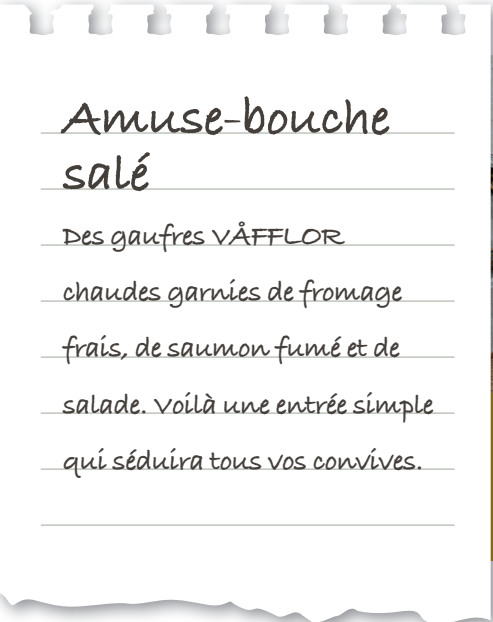 Amuse-bouche
salé
Des gaufres VÅFFLOR
chaudes garnies de fromage
frais, de saumon fumé et de
salade. Voilà une entrée simple
qui séduira tous vos convives.